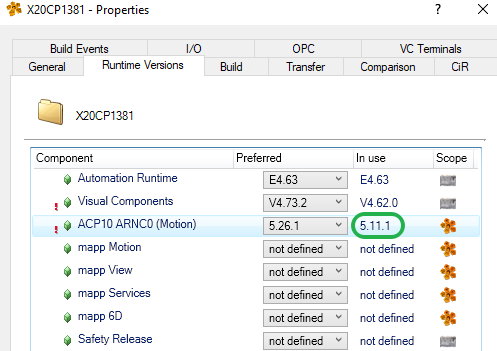 X20CP1381 - Properties ? X
Build Events I/O OPC VC Terminals
General Runtime Versions Build Transfer Comparison CiR
X20CP1381
Component Preferred In use Scope
Automation Runtime E4.63 E4.63
! Visual Components V4.73.2 V4.62.0
! ACP10 ARNC0 (Motion) 5.26.1 5.11.1
mapp Motion not defined not defined
mapp View not defined not defined
mapp Services not defined not defined
mapp 6D not defined not defined
Safety Release not defined not defined